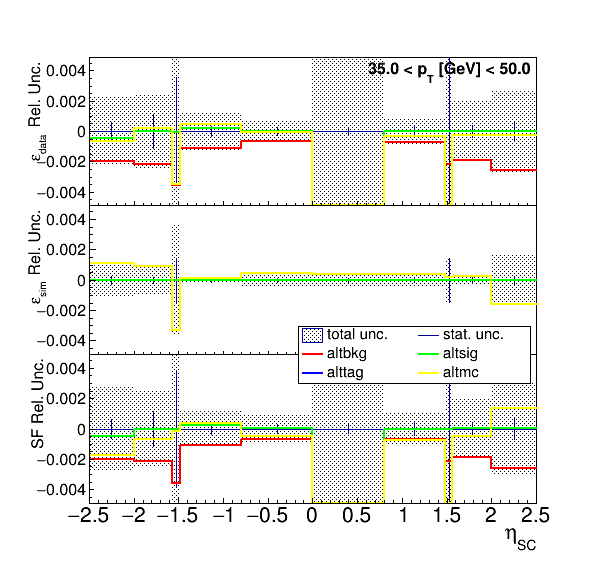 35.0 < p_T [GeV] < 50.0
ε_data Rel. Unc.
0.004
0.002
0
−0.002
−0.004
ε_sim Rel. Unc.
0.004
0.002
0
−0.002
−0.004
total unc. stat. unc.
altbkg altsig
alttag altmc
SF Rel. Unc.
0.004
0.002
0
−0.002
−0.004
−2.5 −2 −1.5 −1 −0.5 0 0.5 1 1.5 2 2.5
η_SC